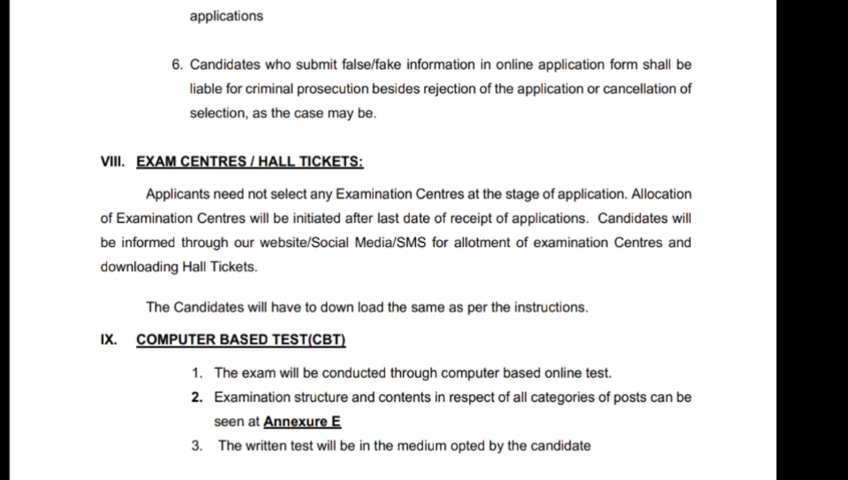 applications
6. Candidates who submit false/fake information in online application form shall be
liable for criminal prosecution besides rejection of the application or cancellation of
selection, as the case may be.
VIII. EXAM CENTRES / HALL TICKETS:
Applicants need not select any Examination Centres at the stage of application. Allocation
of Examination Centres will be initiated after last date of receipt of applications. Candidates will
be informed through our website/Social Media/SMS for allotment of examination Centres and
downloading Hall Tickets.
The Candidates will have to down load the same as per the instructions.
IX. COMPUTER BASED TEST(CBT)
1. The exam will be conducted through computer based online test.
2. Examination structure and contents in respect of all categories of posts can be
seen at Annexure E
3. The written test will be in the medium opted by the candidate